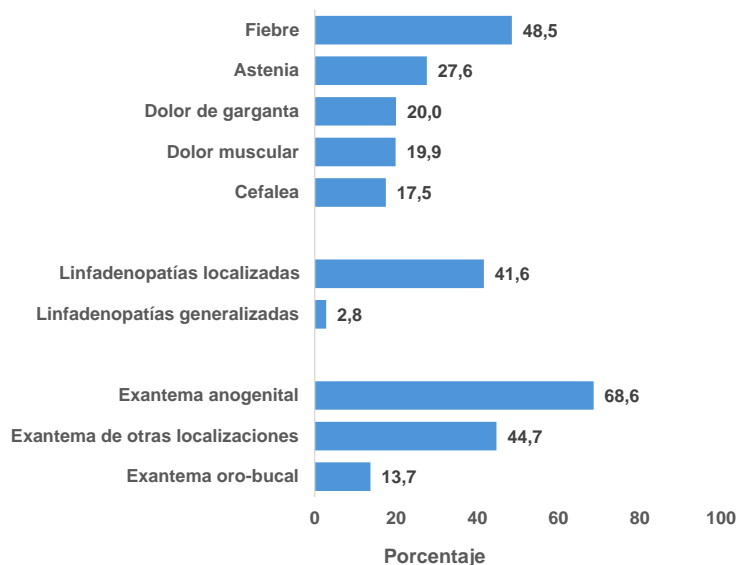 Fiebre 48,5
Astenia 27,6
Dolor de garganta 20,0
Dolor muscular 19,9
Cefalea 17,5
Linfadenopatías localizadas 41,6
Linfadenopatías generalizadas 2,8
Exantema anogenital 68,6
Exantema de otras localizaciones 44,7
Exantema oro-bucal 13,7
0 20 40 60 80 100
Porcentaje